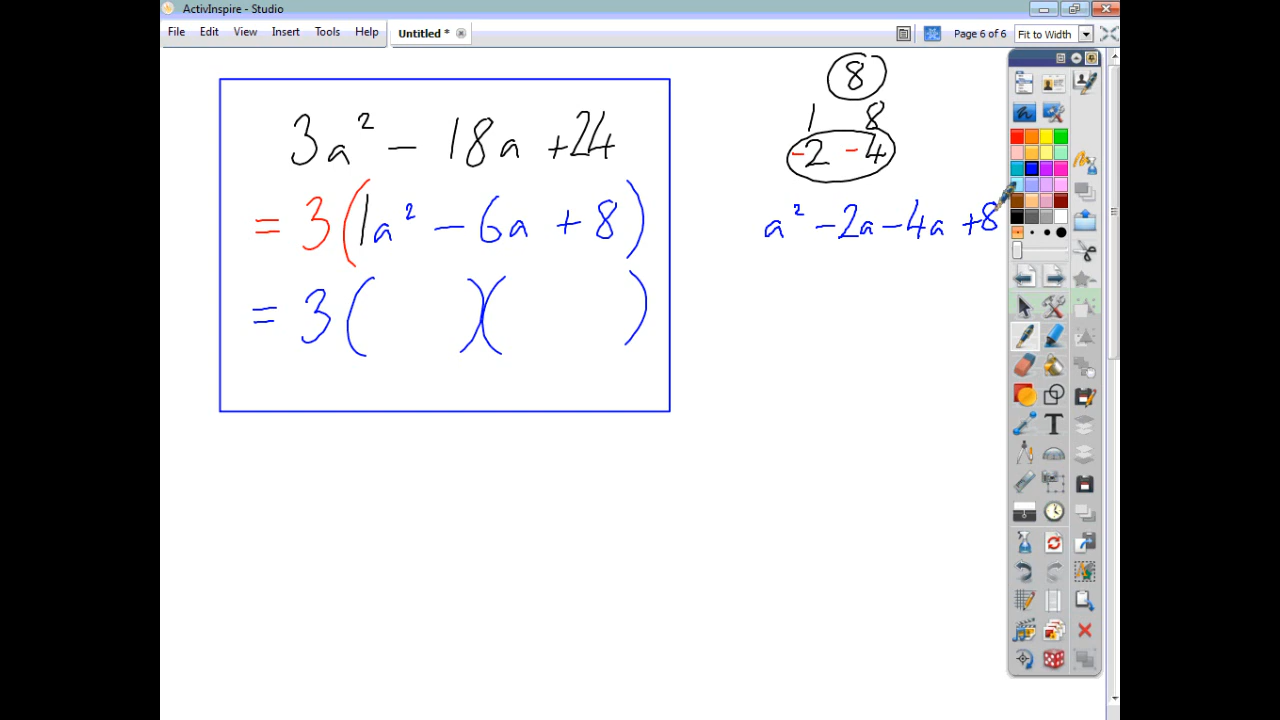 ActivInspire - Studio
File Edit View Insert Tools Help Untitled * Page 6 of 6 Fit to Width
3a² - 18a +24
= 3(1a² - 6a + 8)
= 3( )( )
8
1 8
-2 -4
a² - 2a - 4a +8